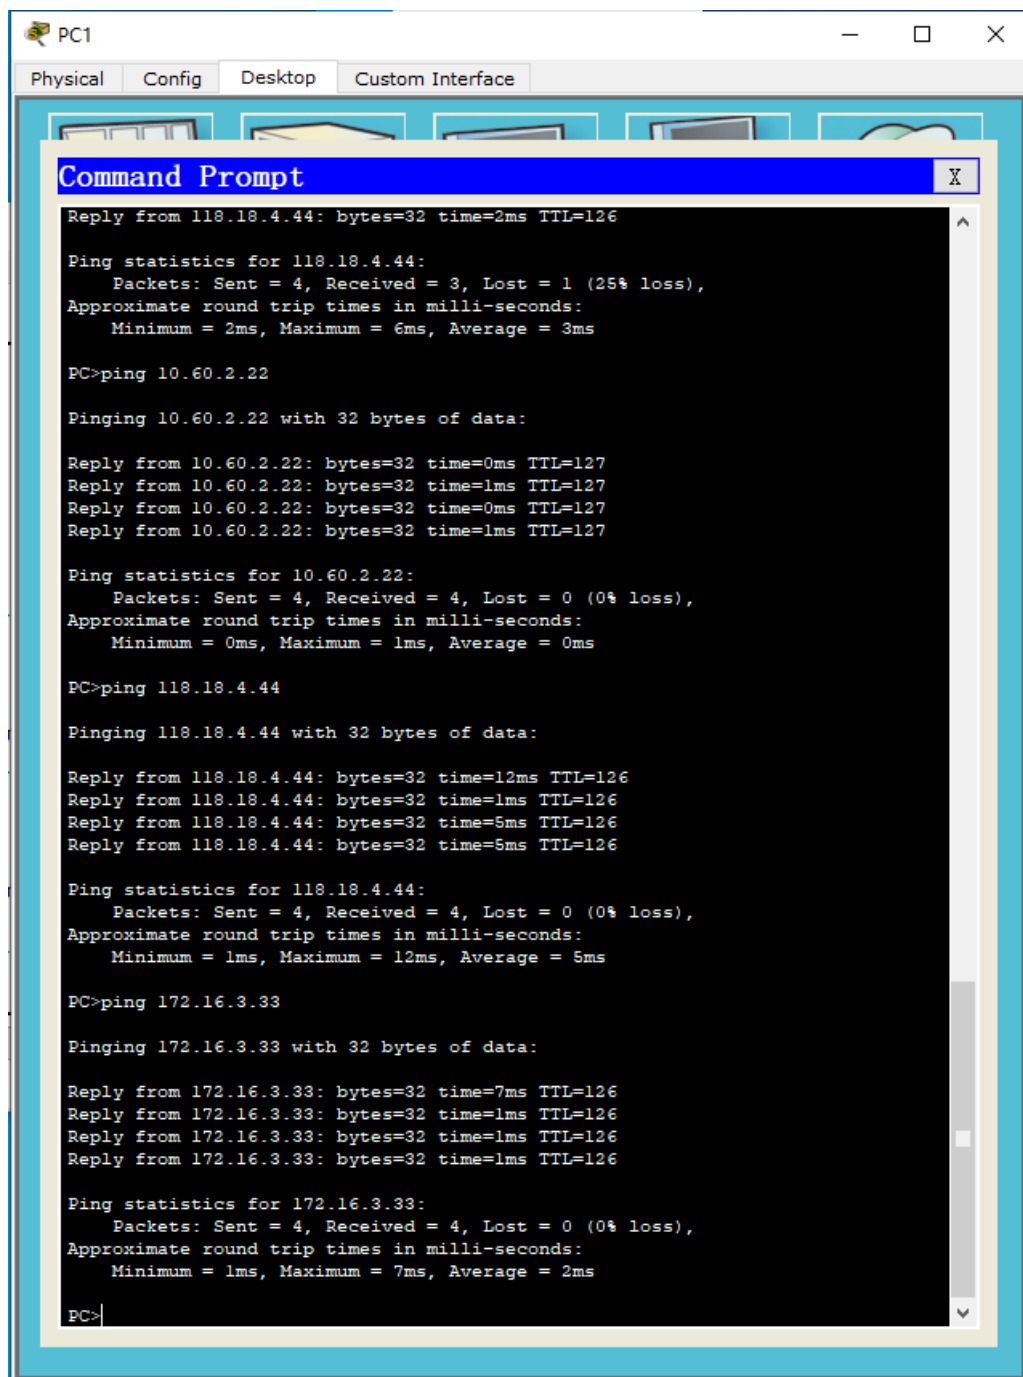 PC1
Physical Config Desktop Custom Interface
Command Prompt X
Reply from 118.18.4.44: bytes=32 time=2ms TTL=126
Ping statistics for 118.18.4.44:
Packets: Sent = 4, Received = 3, Lost = 1 (25% loss),
Approximate round trip times in milli-seconds:
Minimum = 2ms, Maximum = 6ms, Average = 3ms
PC>ping 10.60.2.22
Pinging 10.60.2.22 with 32 bytes of data:
Reply from 10.60.2.22: bytes=32 time=0ms TTL=127
Reply from 10.60.2.22: bytes=32 time=1ms TTL=127
Reply from 10.60.2.22: bytes=32 time=0ms TTL=127
Reply from 10.60.2.22: bytes=32 time=1ms TTL=127
Ping statistics for 10.60.2.22:
Packets: Sent = 4, Received = 4, Lost = 0 (0% loss),
Approximate round trip times in milli-seconds:
Minimum = 0ms, Maximum = 1ms, Average = 0ms
PC>ping 118.18.4.44
Pinging 118.18.4.44 with 32 bytes of data:
Reply from 118.18.4.44: bytes=32 time=12ms TTL=126
Reply from 118.18.4.44: bytes=32 time=1ms TTL=126
Reply from 118.18.4.44: bytes=32 time=5ms TTL=126
Reply from 118.18.4.44: bytes=32 time=5ms TTL=126
Ping statistics for 118.18.4.44:
Packets: Sent = 4, Received = 4, Lost = 0 (0% loss),
Approximate round trip times in milli-seconds:
Minimum = 1ms, Maximum = 12ms, Average = 5ms
PC>ping 172.16.3.33
Pinging 172.16.3.33 with 32 bytes of data:
Reply from 172.16.3.33: bytes=32 time=7ms TTL=126
Reply from 172.16.3.33: bytes=32 time=1ms TTL=126
Reply from 172.16.3.33: bytes=32 time=1ms TTL=126
Reply from 172.16.3.33: bytes=32 time=1ms TTL=126
Ping statistics for 172.16.3.33:
Packets: Sent = 4, Received = 4, Lost = 0 (0% loss),
Approximate round trip times in milli-seconds:
Minimum = 1ms, Maximum = 7ms, Average = 2ms
PC>